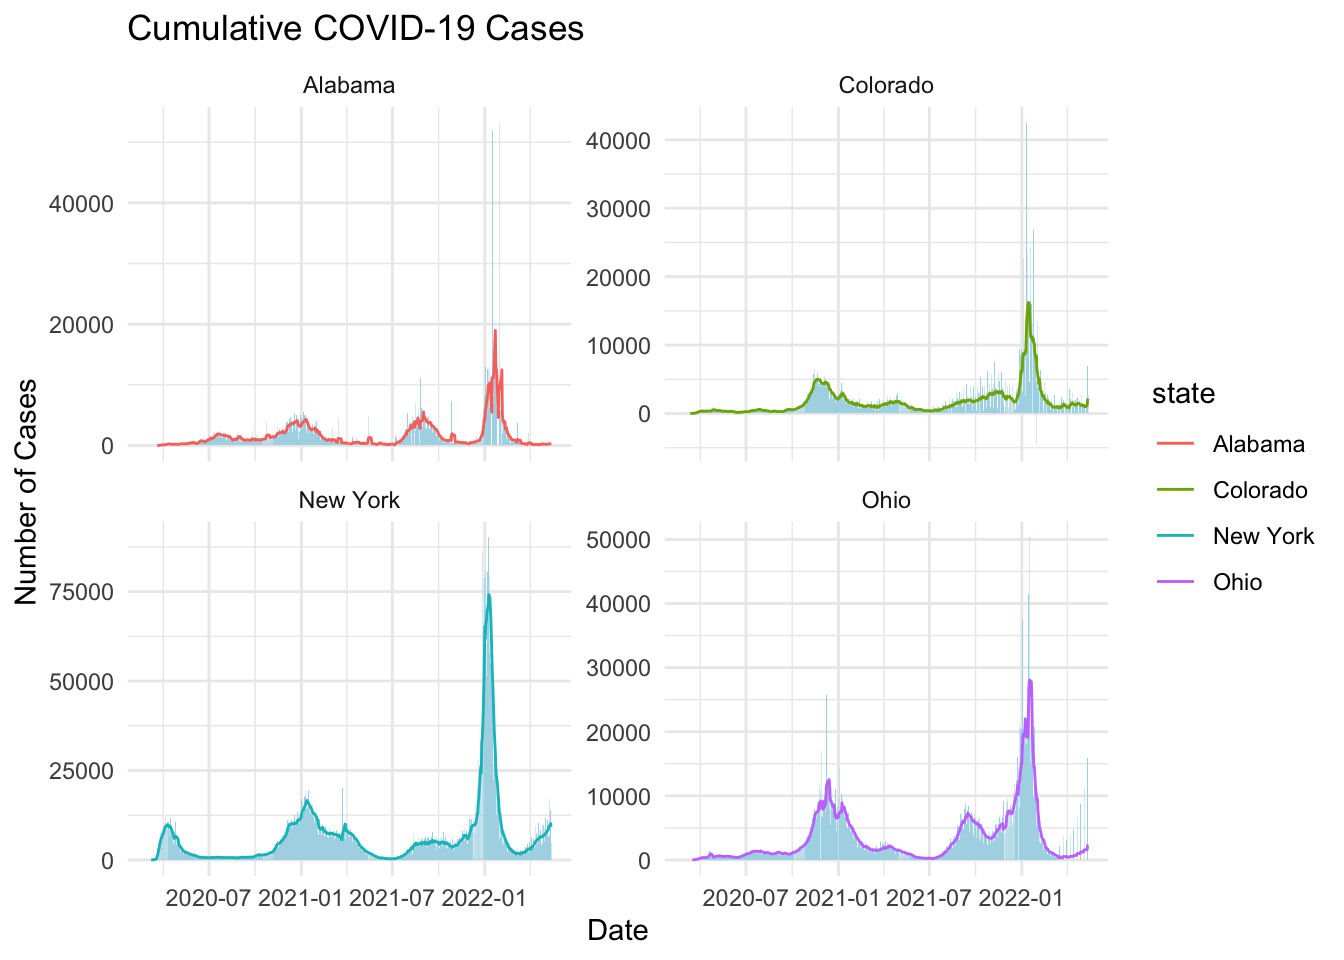 Cumulative COVID-19 Cases
Alabama
Colorado
40000
20000
0
40000
30000
20000
10000
0
New York
Ohio
75000
50000
25000
0
50000
40000
30000
20000
10000
0
2020-07 2021-01 2021-07 2022-01
2020-07 2021-01 2021-07 2022-01
Date
Number of Cases
state
Alabama
Colorado
New York
Ohio